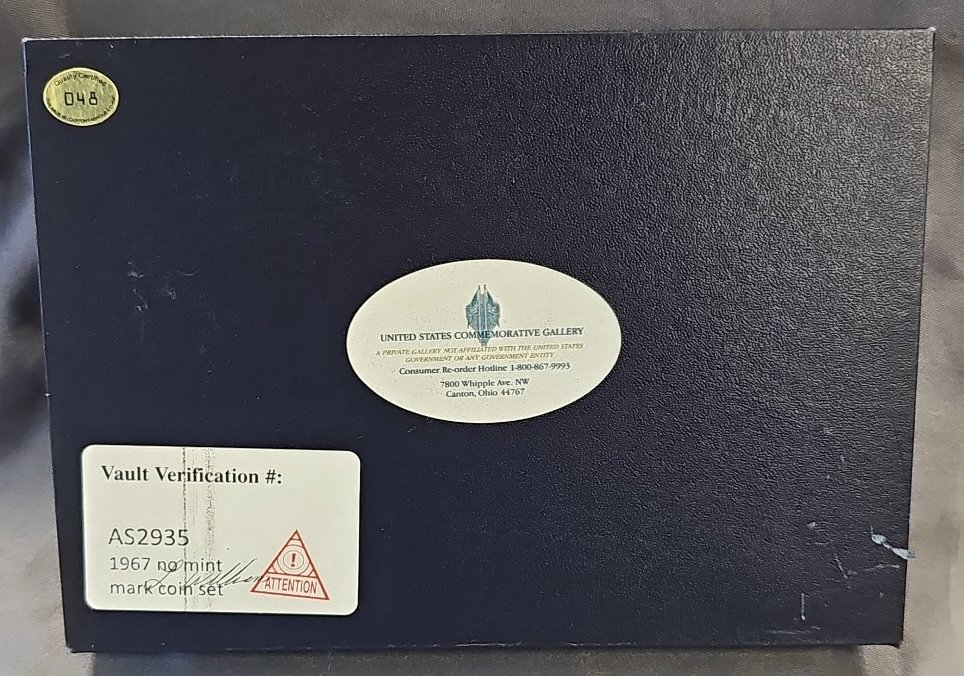 Quality Certified
048
UNITED STATES COMMEMORATIVE GALLERY
A PRIVATE GALLERY NOT AFFILIATED WITH THE UNITED STATES
GOVERNMENT OR ANY GOVERNMENT ENTITY
Consumer Re-order Hotline 1-800-867-9993
7800 Whipple Ave. NW
Canton, Ohio 44767
Vault Verification #:
AS2935
1967 no mint
mark coin set
!
ATTENTION